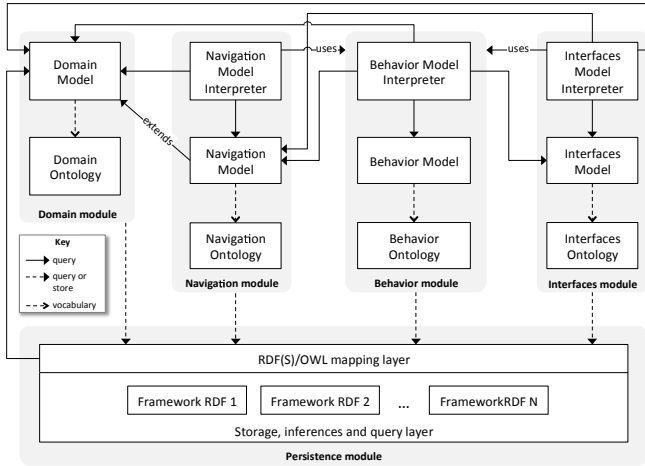 Domain
Model
Domain
Ontology
Domain module
Navigation
Model
Interpreter
Navigation
Model
Navigation
Ontology
Navigation module
uses
extends
Behavior Model
Interpreter
Behavior Model
Behavior
Ontology
Behavior module
uses
Interfaces
Model
Interpreter
Interfaces
Model
Interfaces
Ontology
Interfaces module
Key
query
query or
store
vocabulary
RDF(S)/OWL mapping layer
Framework RDF 1
Framework RDF 2
...
FrameworkRDF N
Storage, inferences and query layer
Persistence module